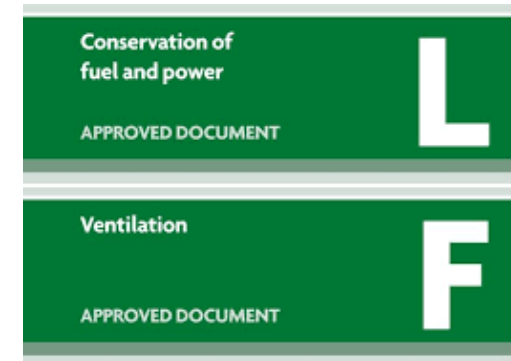 Conservation of
fuel and power
APPROVED DOCUMENT
L
Ventilation
APPROVED DOCUMENT
F